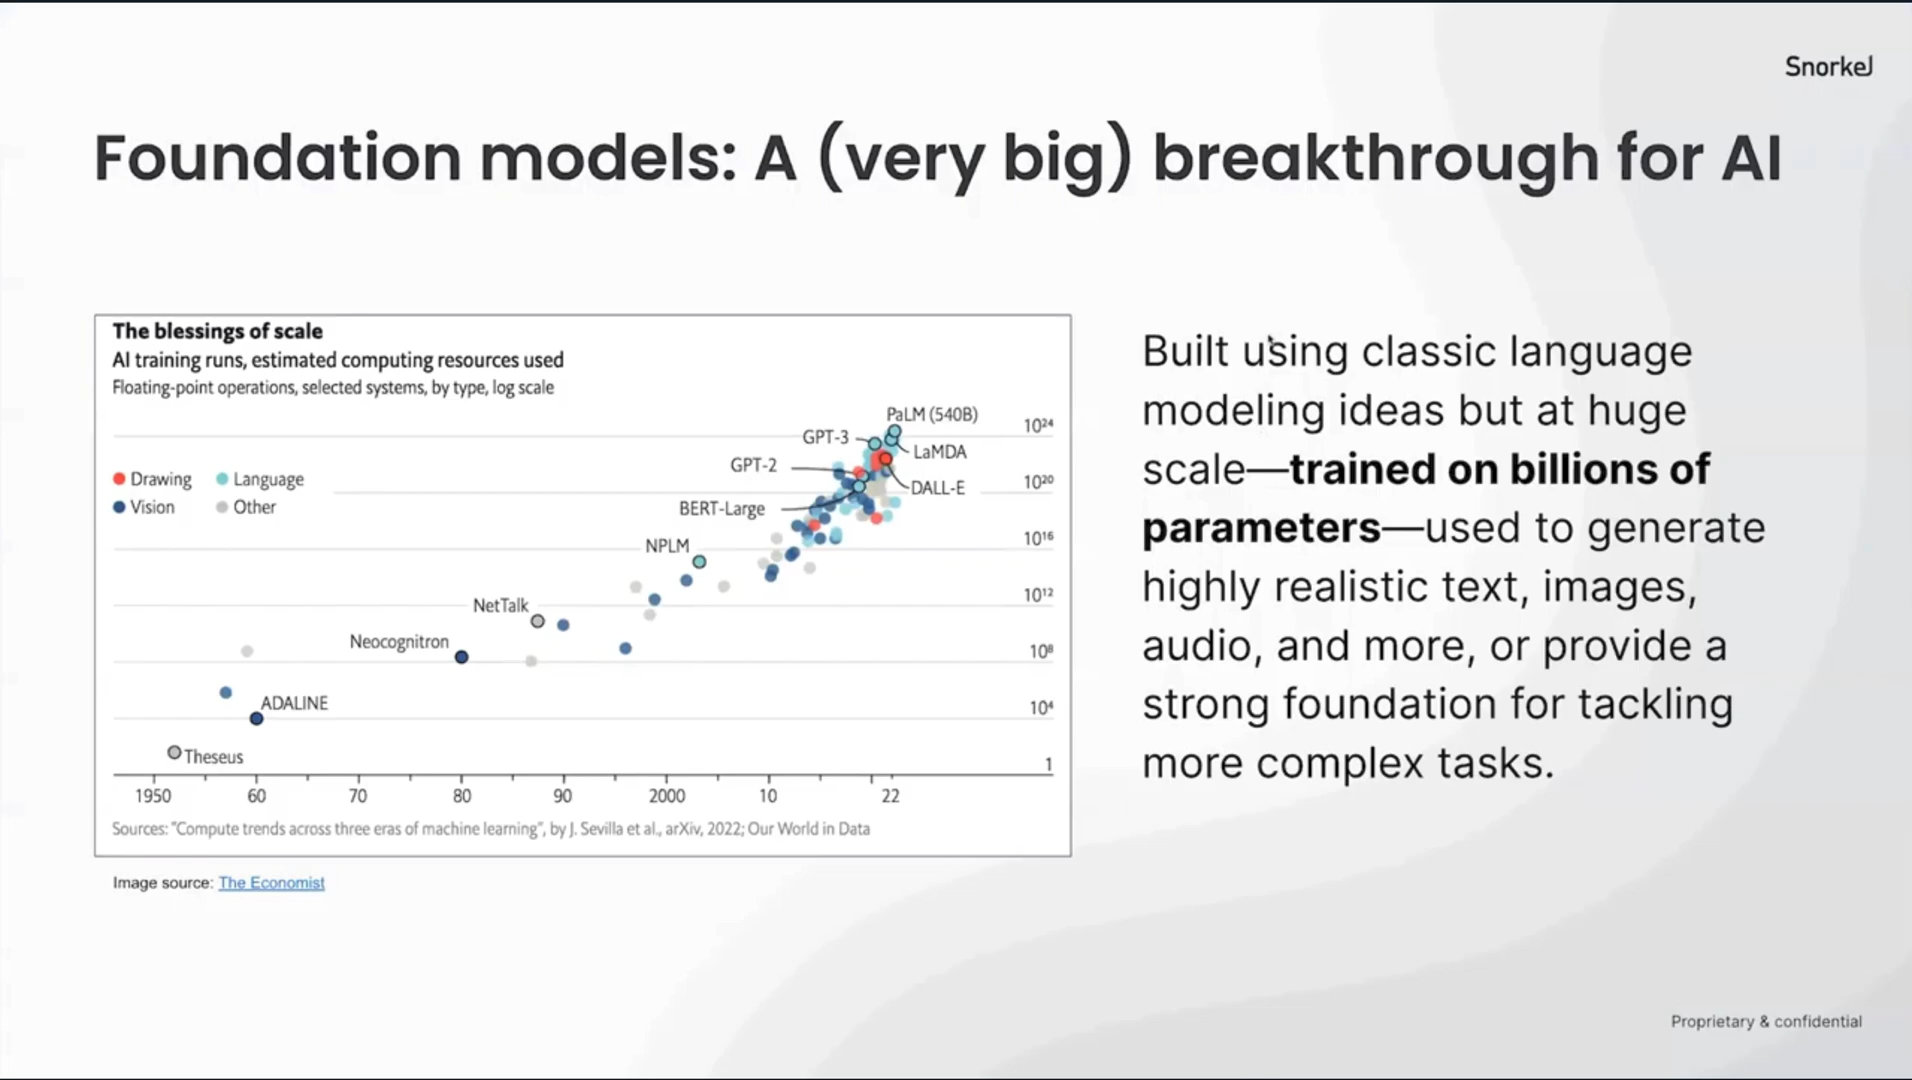 Snorkel
Foundation models: A (very big) breakthrough for AI
The blessings of scale
AI training runs, estimated computing resources used
Floating-point operations, selected systems, by type, log scale
Drawing
Language
Vision
Other
PaLM (540B)
GPT-3
LaMDA
GPT-2
DALL-E
BERT-Large
NPLM
NetTalk
Neocognitron
ADALINE
Theseus
10²⁴
10²⁰
10¹⁶
10¹²
10⁸
10⁴
1
1950 60 70 80 90 2000 10 22
Sources: "Compute trends across three eras of machine learning", by J. Sevilla et al., arXiv, 2022; Our World in Data
Image source: The Economist
Built using classic language
modeling ideas but at huge
scale—trained on billions of
parameters—used to generate
highly realistic text, images,
audio, and more, or provide a
strong foundation for tackling
more complex tasks.
Proprietary & confidential